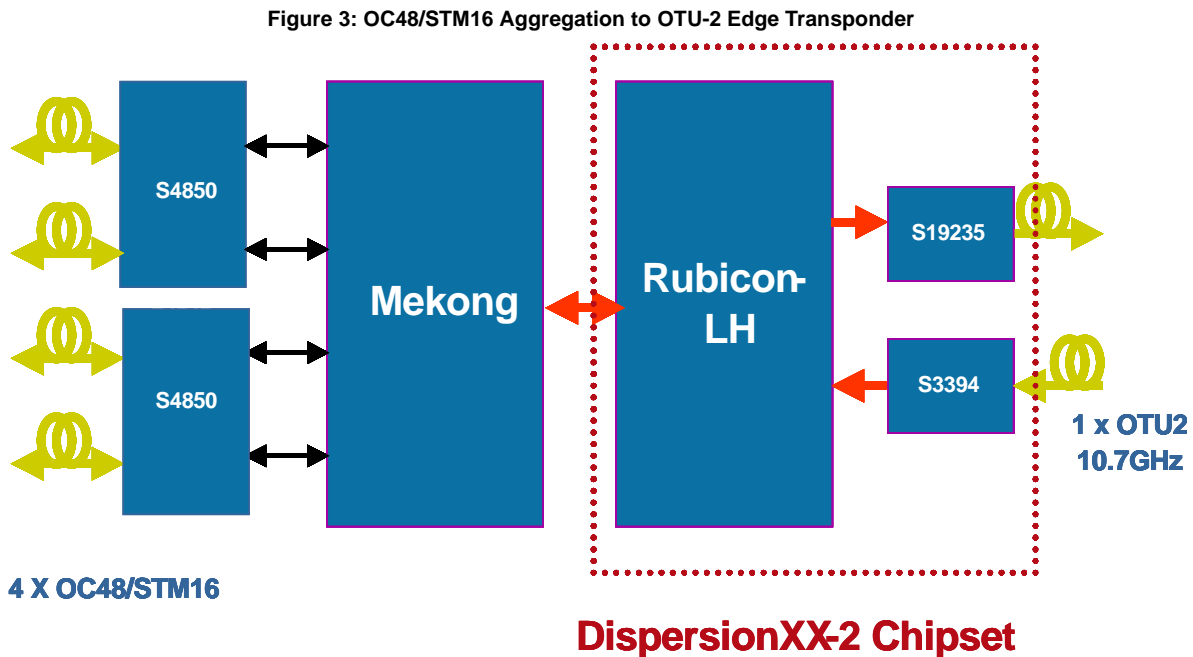 Figure 3: OC48/STM16 Aggregation to OTU-2 Edge Transponder
S4850
S4850
Mekong
Rubicon-
LH
S19235
S3394
1 x OTU2
10.7GHz
4 X OC48/STM16
DispersionXX-2 Chipset